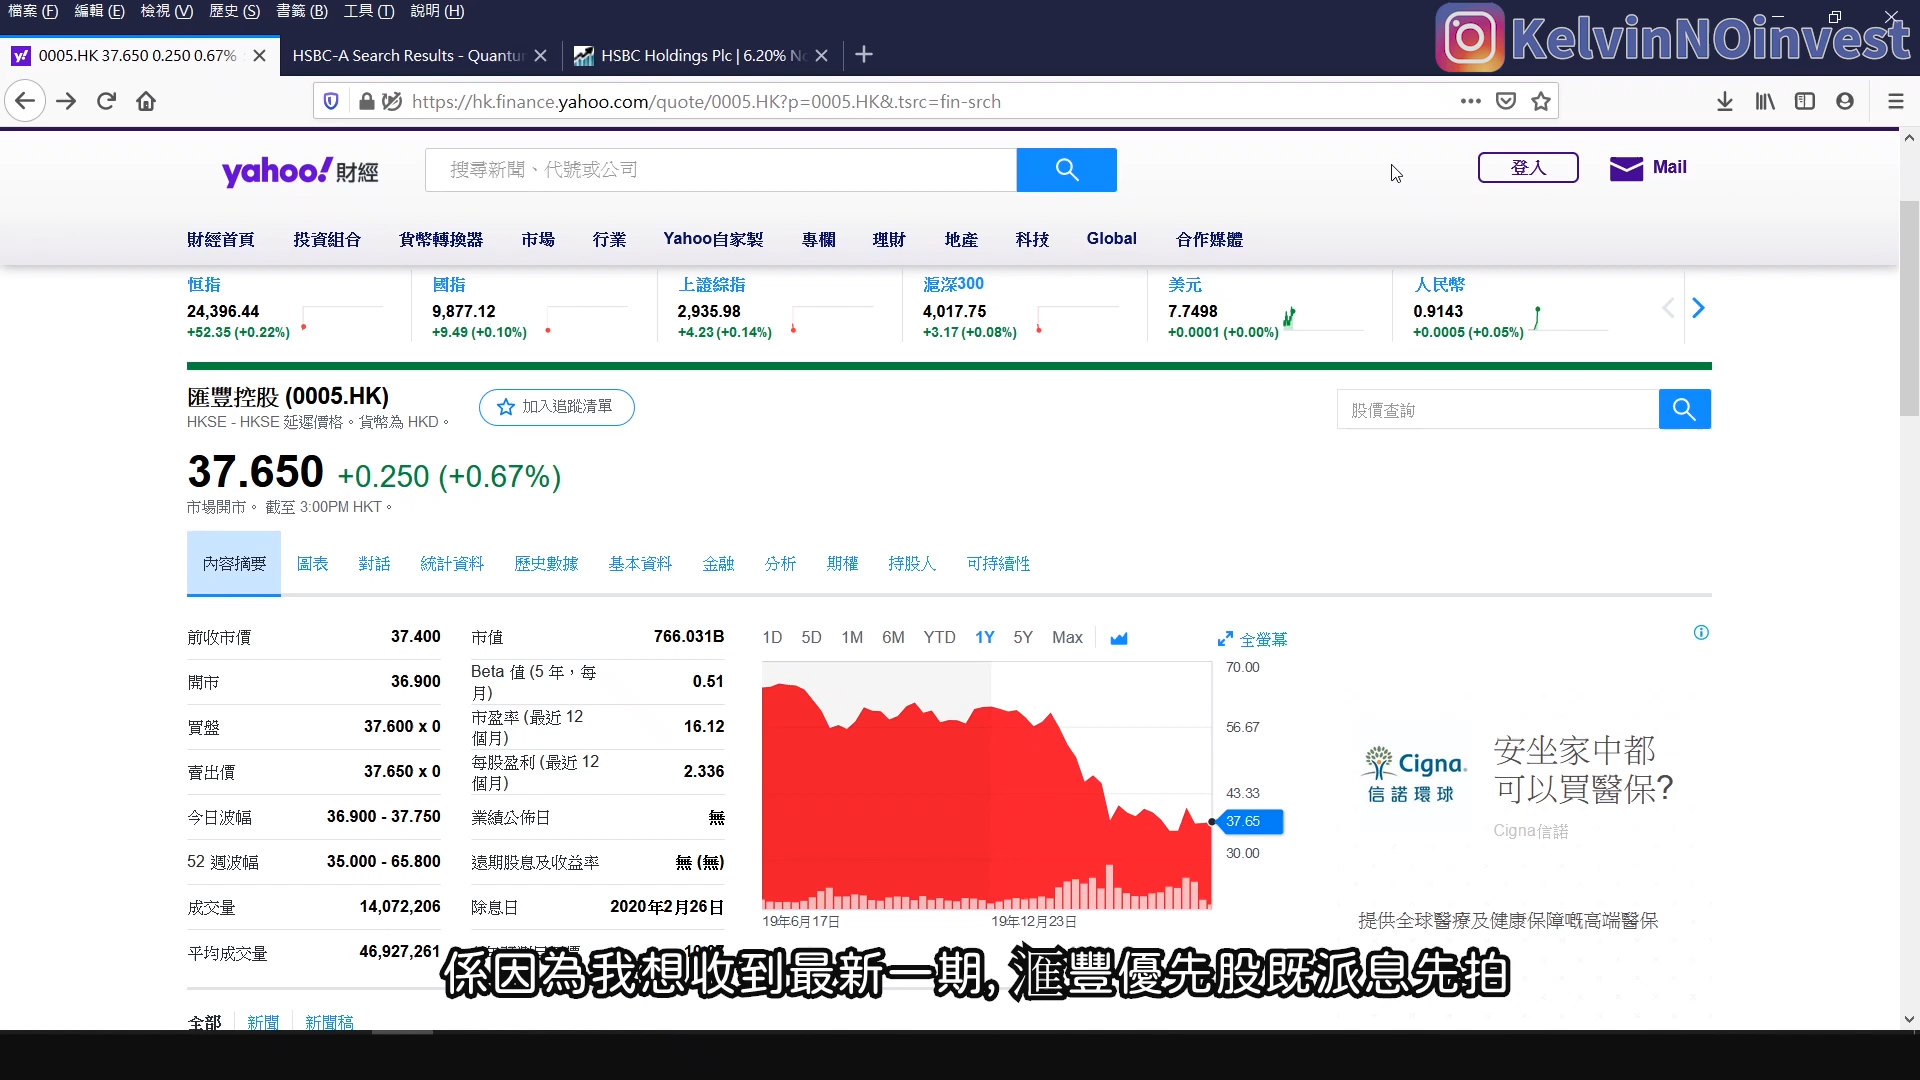 檔案 (F) 編輯 (E) 檢視 (V) 歷史 (S) 書籤 (B) 工具 (T) 說明 (H)
KelvinNOinvest
0005.HK 37.650 0.250 0.67%
HSBC-A Search Results - Quantu
HSBC Holdings Plc | 6.20% No
https://hk.finance.yahoo.com/quote/0005.HK?p=0005.HK&.tsrc=fin-srch
yahoo!財經
搜尋新聞、代號或公司
登入
Mail
財經首頁 投資組合 貨幣轉換器 市場 行業 Yahoo自家製 專欄 理財 地產 科技 Global 合作媒體
恒指 國指 上證綜指 滬深300 美元 人民幣
24,396.44 9,877.12 2,935.98 4,017.75 7.7498 0.9143
+52.35 (+0.22%) +9.49 (+0.10%) +4.23 (+0.14%) +3.17 (+0.08%) +0.0001 (+0.00%) +0.0005 (+0.05%)
匯豐控股 (0005.HK)
加入追蹤清單
股價查詢
HKSE - HKSE 延遲價格。貨幣為 HKD。
37.650 +0.250 (+0.67%)
市場開市。 截至 3:00PM HKT。
內容摘要 圖表 對話 統計資料 歷史數據 基本資料 金融 分析 期權 持股人 可持續性
前收市價 37.400
開市 36.900
買盤 37.600 x 0
賣出價 37.650 x 0
今日波幅 36.900 - 37.750
52 週波幅 35.000 - 65.800
成交量 14,072,206
平均成交量 46,927,261
市值 766.031B
Beta 值 (5 年，每
月) 0.51
市盈率 (最近 12
個月) 16.12
每股盈利 (最近 12
個月) 2.336
業績公佈日 無
遠期股息及收益率 無 (無)
除息日 2020年2月26日
1D 5D 1M 6M YTD 1Y 5Y Max
全螢幕
70.00
56.67
43.33
37.65
30.00
19年6月17日 19年12月23日
Cigna
信諾環球
安坐家中都
可以買醫保?
Cigna信諾
提供全球醫療及健康保障嘅高端醫保
係因為我想收到最新一期, 滙豐優先股既派息先拍
全部 新聞 新聞稿